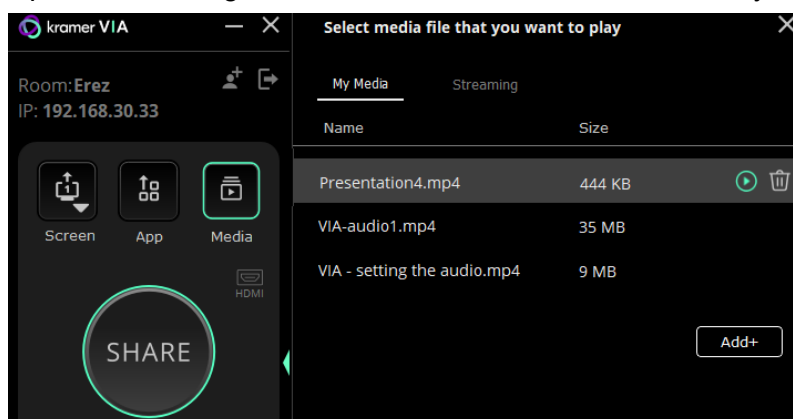 kramer VIA
Room:Erez
IP: 192.168.30.33
1
Screen
App
Media
HDMI
SHARE
Select media file that you want to play
My Media
Streaming
Name
Size
Presentation4.mp4
444 KB
VIA-audio1.mp4
35 MB
VIA - setting the audio.mp4
9 MB
Add+